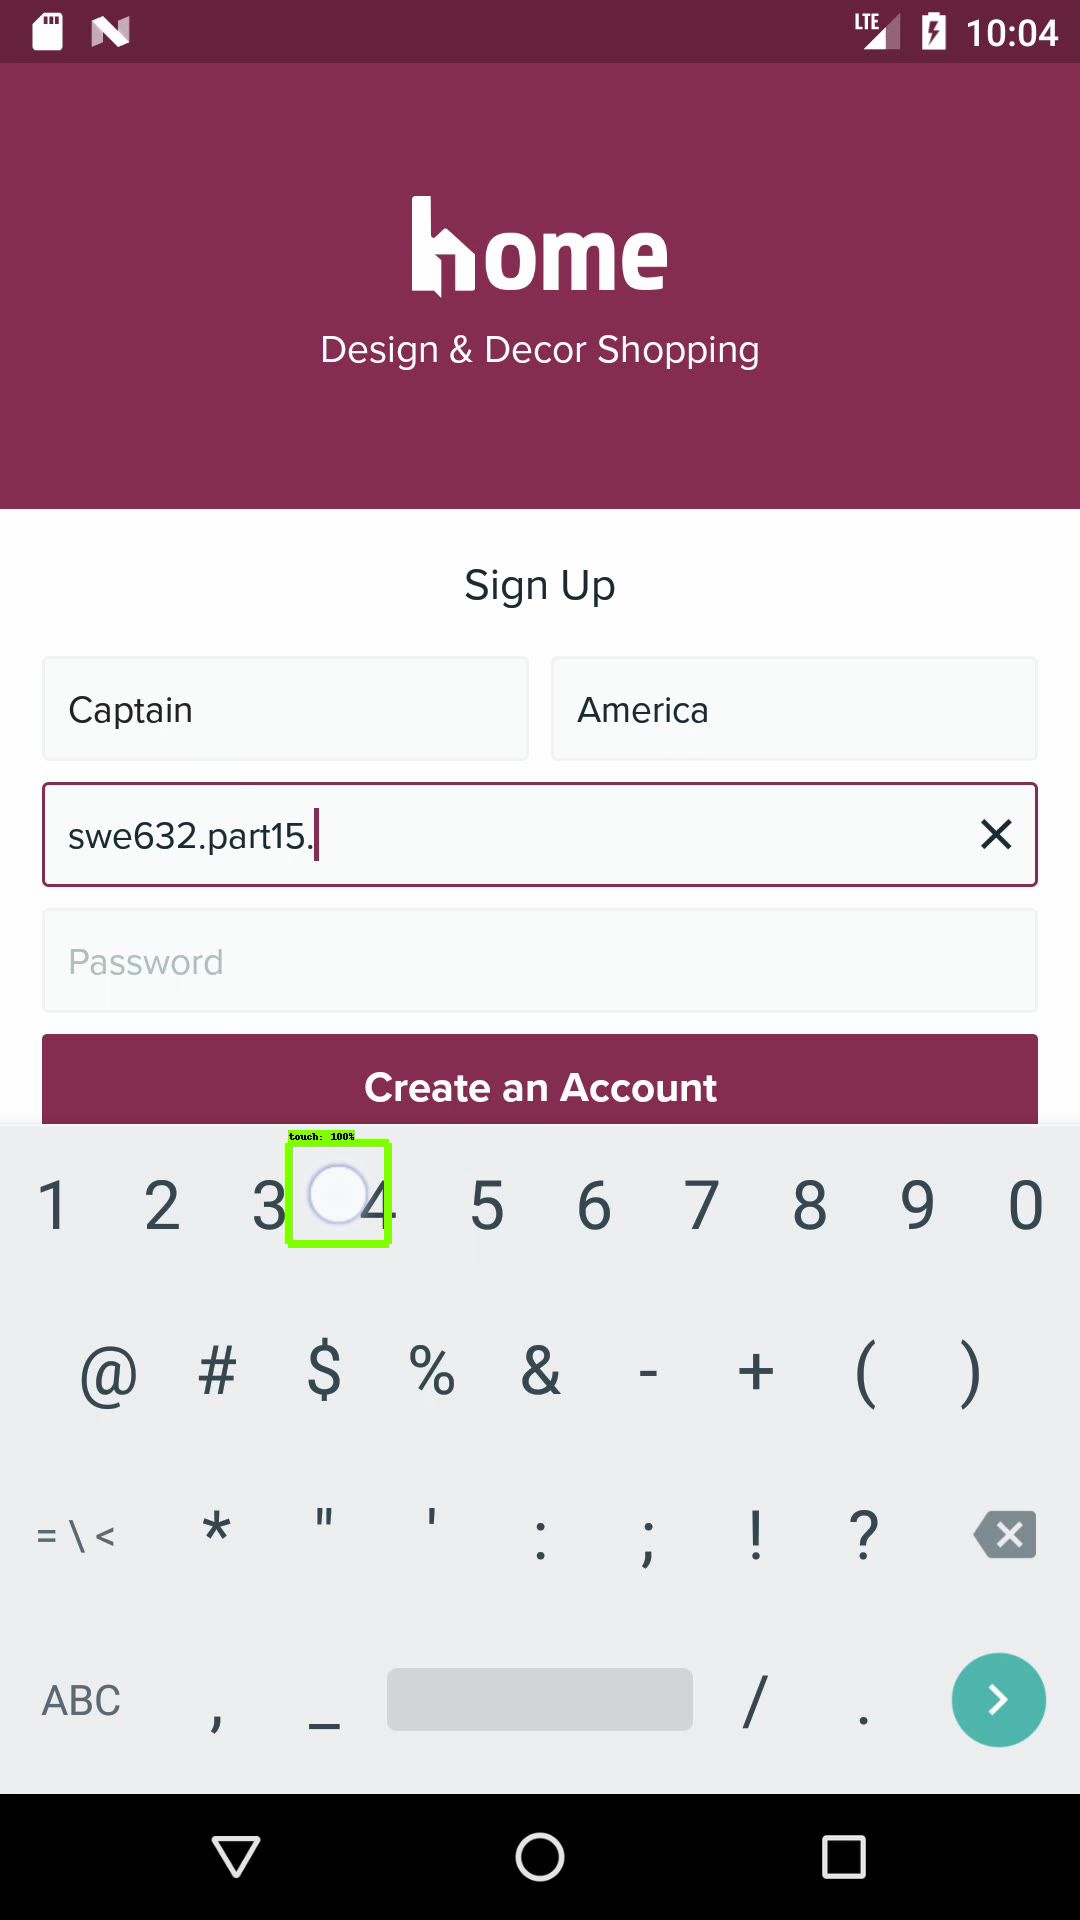 LTE 10:04
home
Design & Decor Shopping
Sign Up
Captain America
swe632.part15.
Password
Create an Account
touch: 100%
1 2 3 4 5 6 7 8 9 0
@ # $ % & - + ( )
= \ < * " ' : ; ! ?
ABC , _ / .